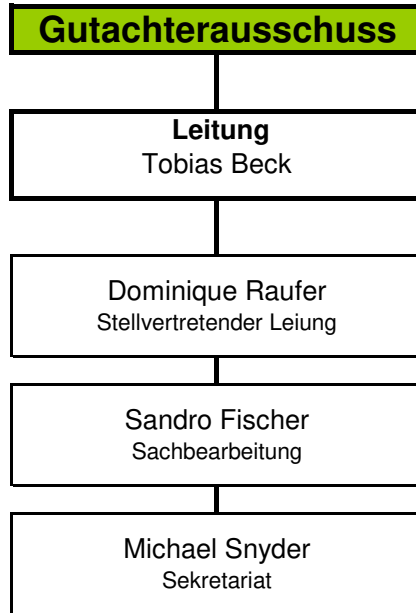 Gutachterausschuss
Leitung
Tobias Beck
Dominique Raufer
Stellvertretender Leiung
Sandro Fischer
Sachbearbeitung
Michael Snyder
Sekretariat